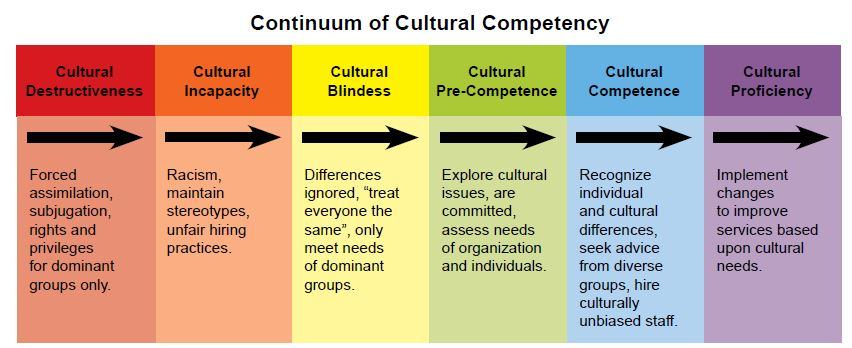 Continuum of Cultural Competency
Cultural
Destructiveness
Cultural
Incapacity
Cultural
Blindess
Cultural
Pre-Competence
Cultural
Competence
Cultural
Proficiency
Forced
assimilation,
subjugation,
rights and
privileges
for dominant
groups only.
Racism,
maintain
stereotypes,
unfair hiring
practices.
Differences
ignored, “treat
everyone the
same”, only
meet needs
of dominant
groups.
Explore cultural
issues, are
committed,
assess needs
of organization
and individuals.
Recognize
individual
and cultural
differences,
seek advice
from diverse
groups, hire
culturally
unbiased staff.
Implement
changes
to improve
services based
upon cultural
needs.